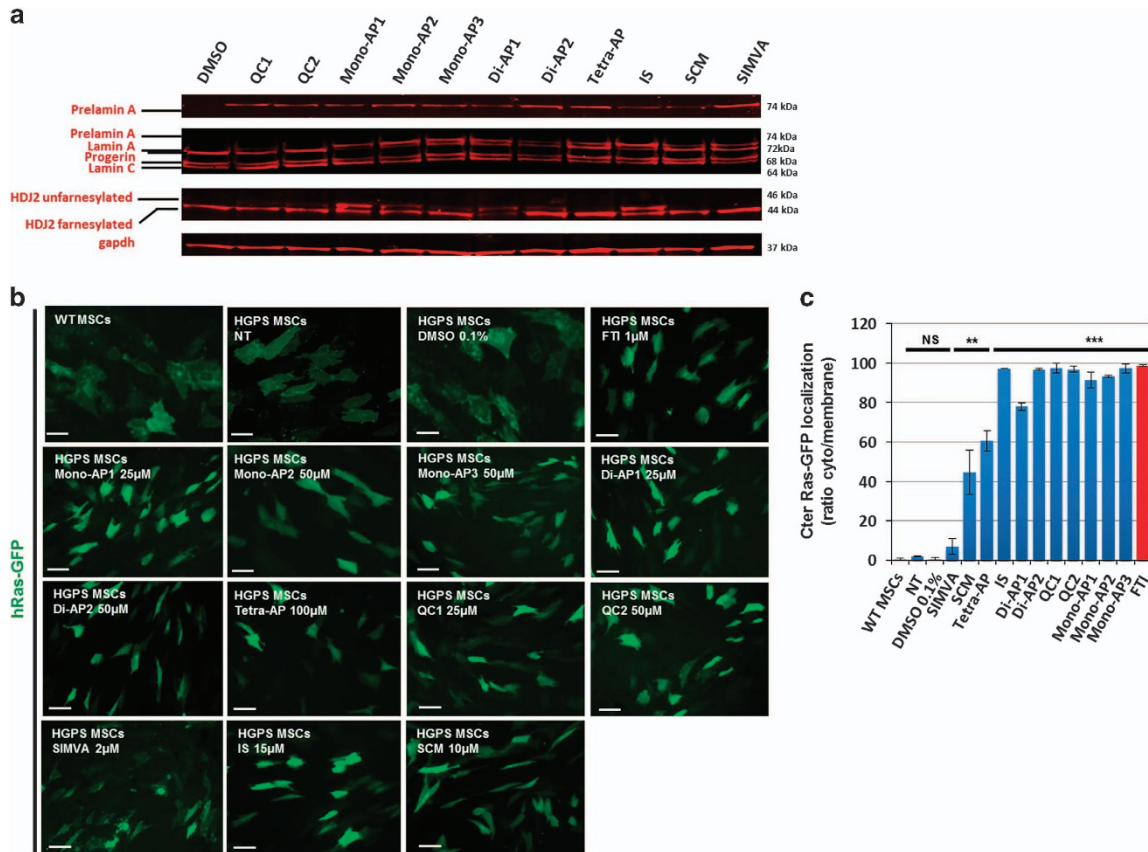 a
DMSO
QC1
QC2
Mono-AP1
Mono-AP2
Mono-AP3
Di-AP1
Di-AP2
Tetra-AP
IS
SCM
SIMVA
Prelamin A
74 kDa
Prelamin A
Lamin A
Progerin
Lamin C
74 kDa
72kDa
68 kDa
64 kDa
HDJ2 unfarnesylated
HDJ2 farnesylated
46 kDa
44 kDa
gapdh
37 kDa
b
hRas-GFP
WT MSCs
HGPS MSCs
NT
HGPS MSCs
DMSO 0.1%
HGPS MSCs
FTI 1µM
HGPS MSCs
Mono-AP1 25µM
HGPS MSCs
Mono-AP2 50µM
HGPS MSCs
Mono-AP3 50µM
HGPS MSCs
Di-AP1 25µM
HGPS MSCs
Di-AP2 50µM
HGPS MSCs
Tetra-AP 100µM
HGPS MSCs
QC1 25µM
HGPS MSCs
QC2 50µM
HGPS MSCs
SIMVA 2µM
HGPS MSCs
IS 15µM
HGPS MSCs
SCM 10µM
c
Cter Ras-GFP localization
(ratio cyto/membrane)
120
100
80
60
40
20
0
NS
**
***
WT MSCs
NT
DMSO 0,1%
SIMVA
SCM
Tetra-AP
IS
Di-AP1
Di-AP2
QC1
QC2
Mono-AP1
Mono-AP2
Mono-AP3
FTI